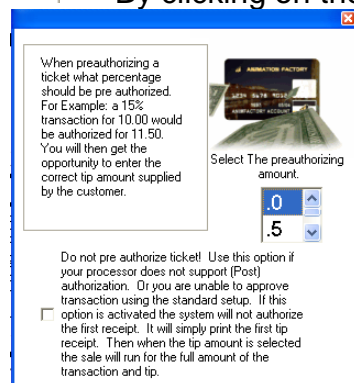 By clicking on the
When preauthorizing a
ticket what percentage
should be pre authorized.
For Example: a 15%
transaction for 10.00 would
be authorized for 11.50.
You will then get the
opportunity to enter the
correct tip amount supplied
by the customer.
ANIMATION FACTORY
Select The preauthorizing
amount.
.0
.5
Do not pre authorize ticket! Use this option if
your processor does not support (Post)
authorization. Or you are unable to approve
transaction using the standard setup. If this
option is activated the system will not authorize
the first receipt. It will simply print the first tip
receipt. Then when the tip amount is selected
the sale will run for the full amount of the
transaction and tip.